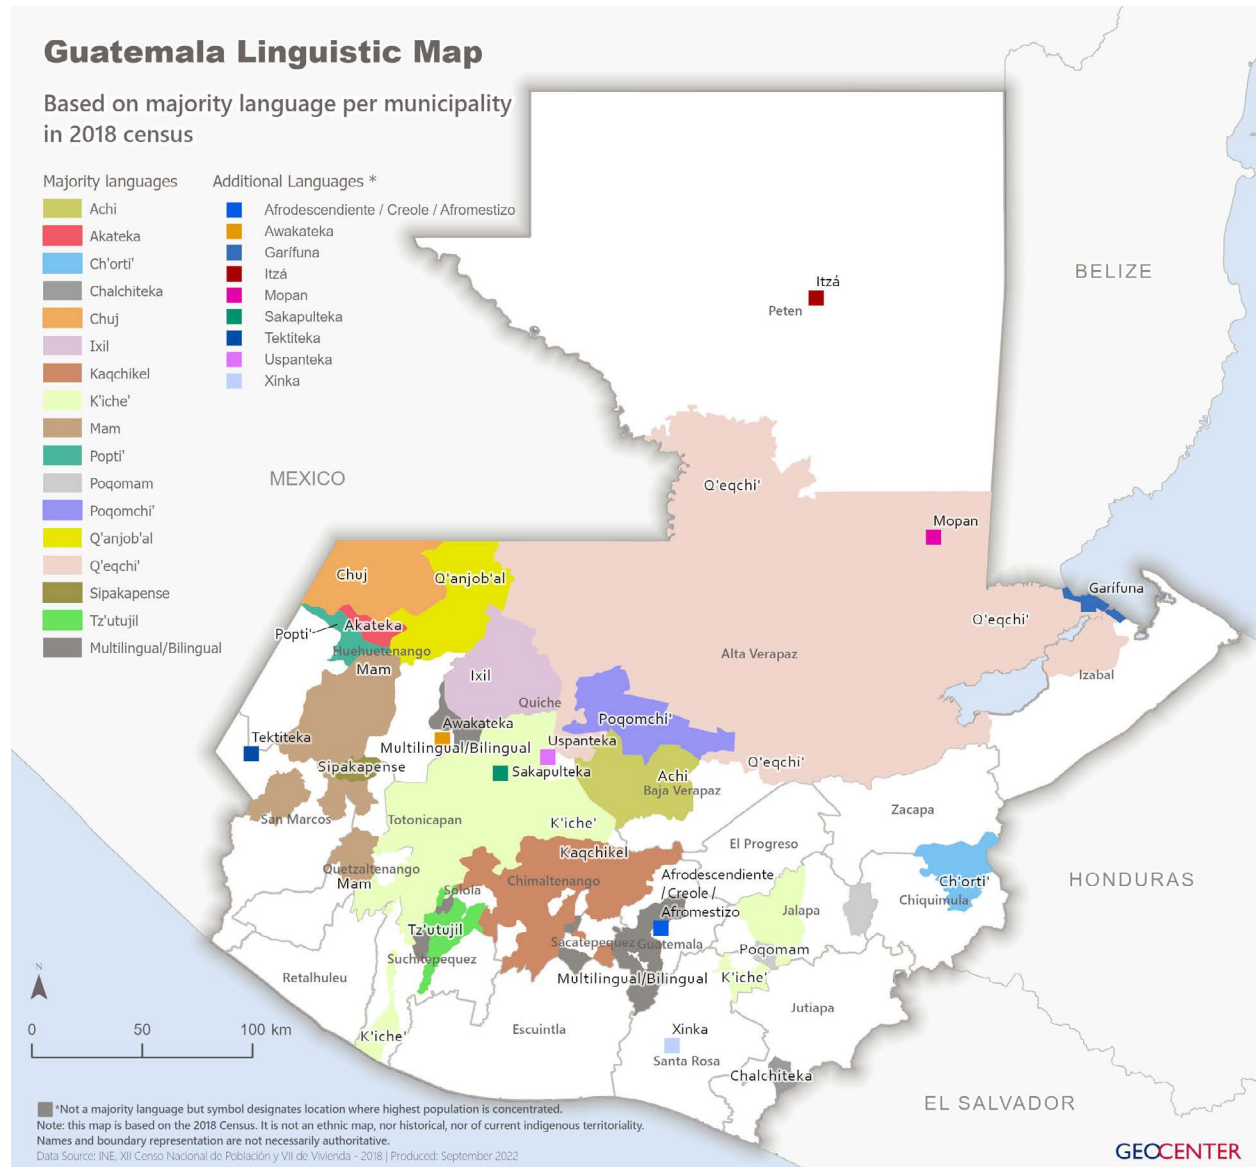 Guatemala Linguistic Map
Based on majority language per municipality
in 2018 census
Majority languages
Achi
Akateka
Ch'orti'
Chalchiteka
Chuj
Ixil
Kaqchikel
K'iche'
Mam
Popti'
Poqomam
Poqomchi'
Q'anjob'al
Q'eqchi'
Sipakapense
Tz'utujil
Multilingual/Bilingual
Additional Languages *
Afrodescendiente / Creole / Afromestizo
Awakateka
Garífuna
Itzá
Mopan
Sakapulteka
Tektiteka
Uspanteka
Xinka
BELIZE
Itzá
Peten
MEXICO
Q'eqchi'
Mopan
Chuj
Q'anjob'al
Garífuna
Q'eqchi'
Popti'
Akateka
Huehuetenango
Alta Verapaz
Mam
Ixil
Izabal
Quiche
Poqomchi'
Awakateka
Tektiteka
Multilingual/Bilingual
Uspanteka
Q'eqchi'
Sipakapense
Sakapulteka
Achi
Baja Verapaz
Zacapa
San Marcos
Totonicapan
K'iche'
El Progreso
Kaqchikel
Quetzaltenango
Mam
Solola
Chimaltenango
Afrodescendiente
/ Creole /
Afromestizo
Ch'orti'
HONDURAS
Chiquimula
Jalapa
Tz'utujil
Sacatepequez
Guatemala
Poqomam
Suchitepequez
Retalhuleu
Multilingual/Bilingual
K'iche'
Jutiapa
N
0 50 100 km
K'iche'
Escuintla
Xinka
Santa Rosa
Chalchiteka
EL SALVADOR
*Not a majority language but symbol designates location where highest population is concentrated.
Note: this map is based on the 2018 Census. It is not an ethnic map, nor historical, nor of current indigenous territoriality.
Names and boundary representation are not necessarily authoritative.
Data Source: INE, XII Censo Nacional de Población y VII de Vivienda - 2018 | Produced: September 2022
GEOCENTER